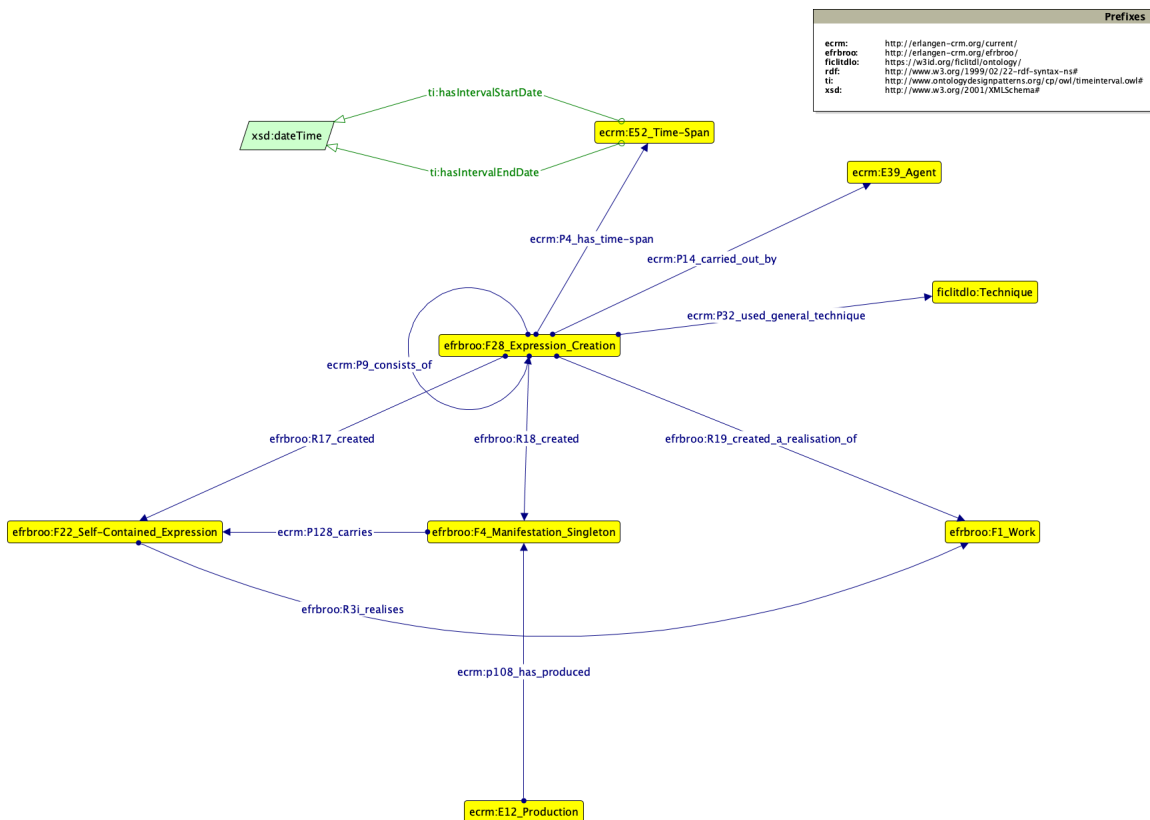 Prefixes
ecrm: http://erlangen-crm.org/current/
efrbroo: http://erlangen-crm.org/efrbroo/
ficlitdlo: https://w3id.org/ficlitdl/ontology/
rdf: http://www.w3.org/1999/02/22-rdf-syntax-ns#
ti: http://www.ontologydesignpatterns.org/cp/owl/timeinterval.owl#
xsd: http://www.w3.org/2001/XMLSchema#
ti:hasIntervalStartDate
xsd:dateTime
ecrm:E52_Time-Span
ti:hasIntervalEndDate
ecrm:E39_Agent
ecrm:P4_has_time-span
ecrm:P14_carried_out_by
ficlitdlo:Technique
ecrm:P32_used_general_technique
efrbroo:F28_Expression_Creation
ecrm:P9_consists_of
efrbroo:R17_created
efrbroo:R18_created
efrbroo:R19_created_a_realisation_of
efrbroo:F22_Self-Contained_Expression
ecrm:P128_carries
efrbroo:F4_Manifestation_Singleton
efrbroo:F1_Work
efrbroo:R3i_realises
ecrm:p108_has_produced
ecrm:E12_Production